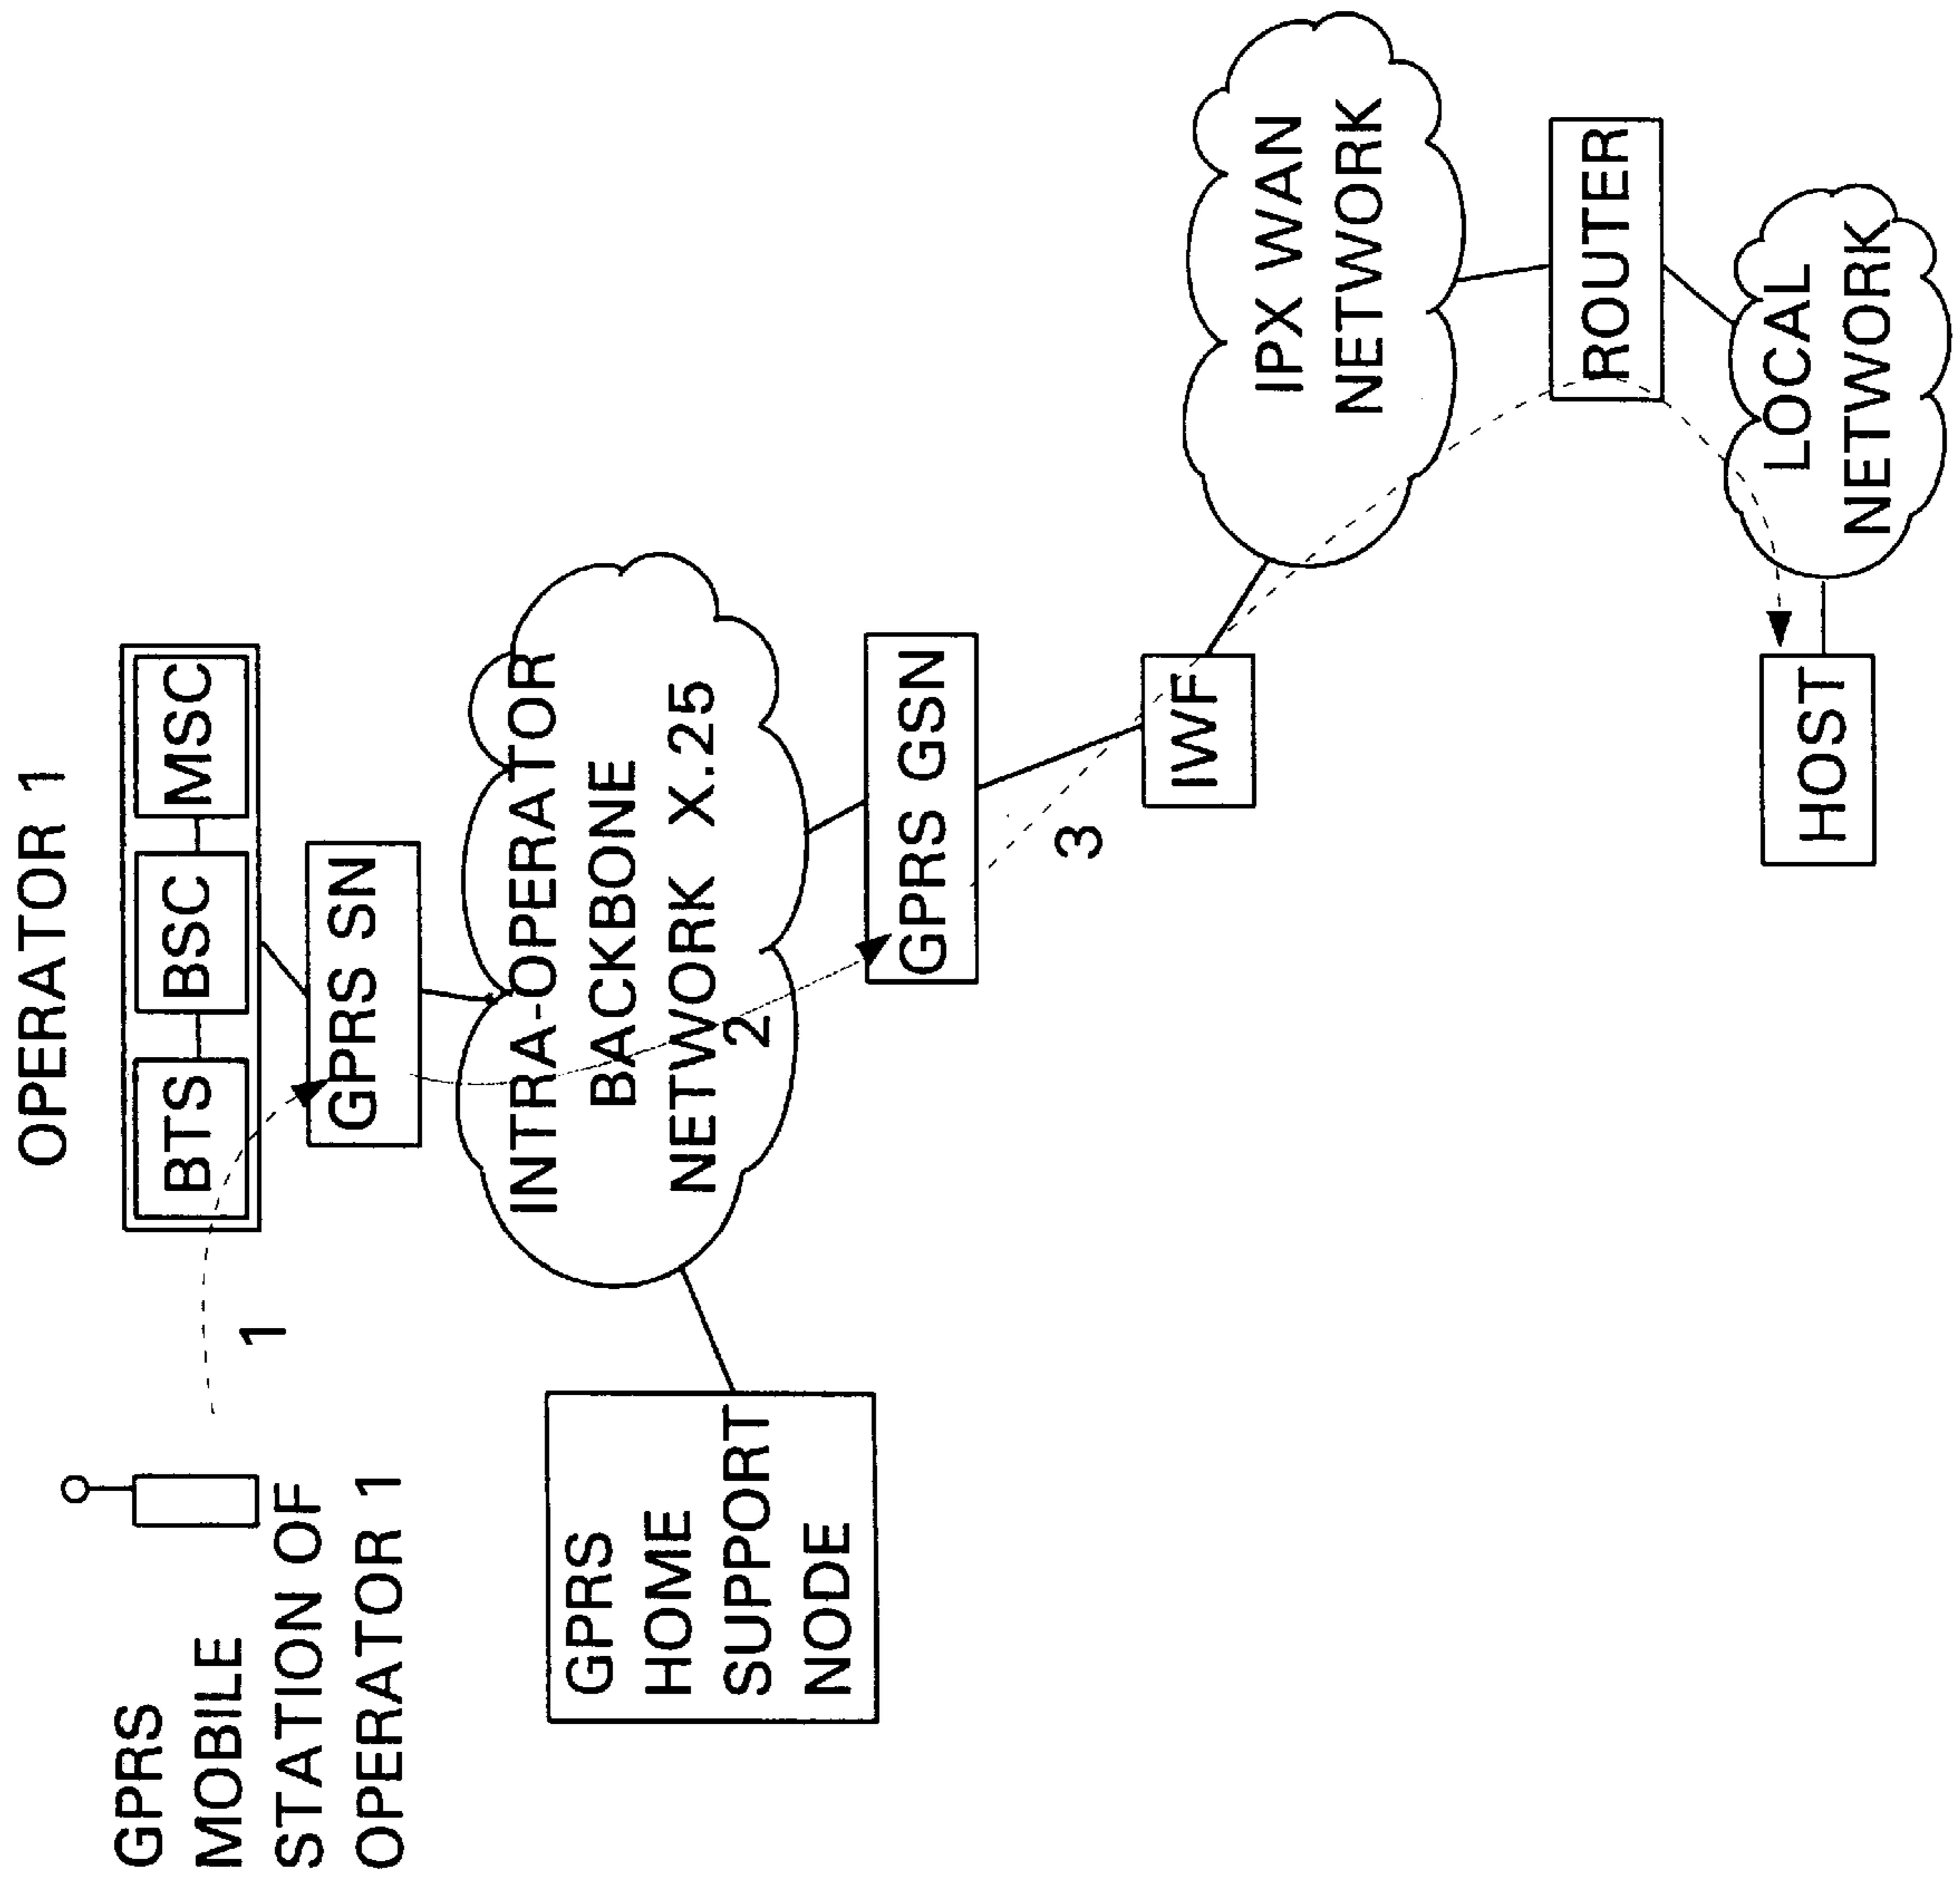 OPERATOR 1
BTS
BSC
MSC
GPRS
MOBILE
STATION OF
OPERATOR 1
1
GPRS SN
INTRA-OPERATOR
BACKBONE
NETWORK X.25
2
GPRS
HOME
SUPPORT
NODE
GPRS GSN
3
IWF
IPX WAN
NETWORK
ROUTER
LOCAL
NETWORK
HOST